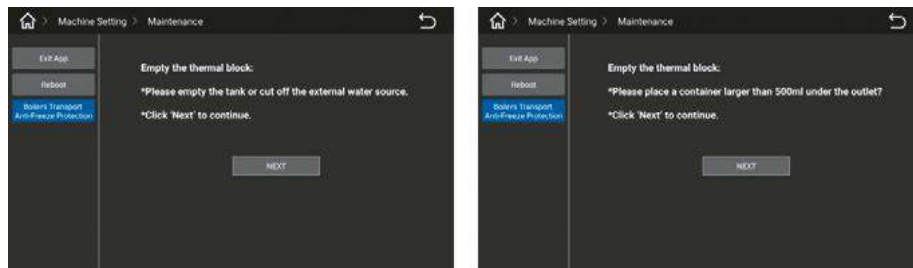 Machine Setting > Maintenance
Exit App
Reboot
Boilers Transport
Anti-Freeze Protection
Empty the thermal block:
*Please empty the tank or cut off the external water source.
*Click 'Next' to continue.
NEXT
Machine Setting > Maintenance
Exit App
Reboot
Boilers Transport
Anti-Freeze Protection
Empty the thermal block:
*Please place a container larger than 500ml under the outlet?
*Click 'Next' to continue.
NEXT